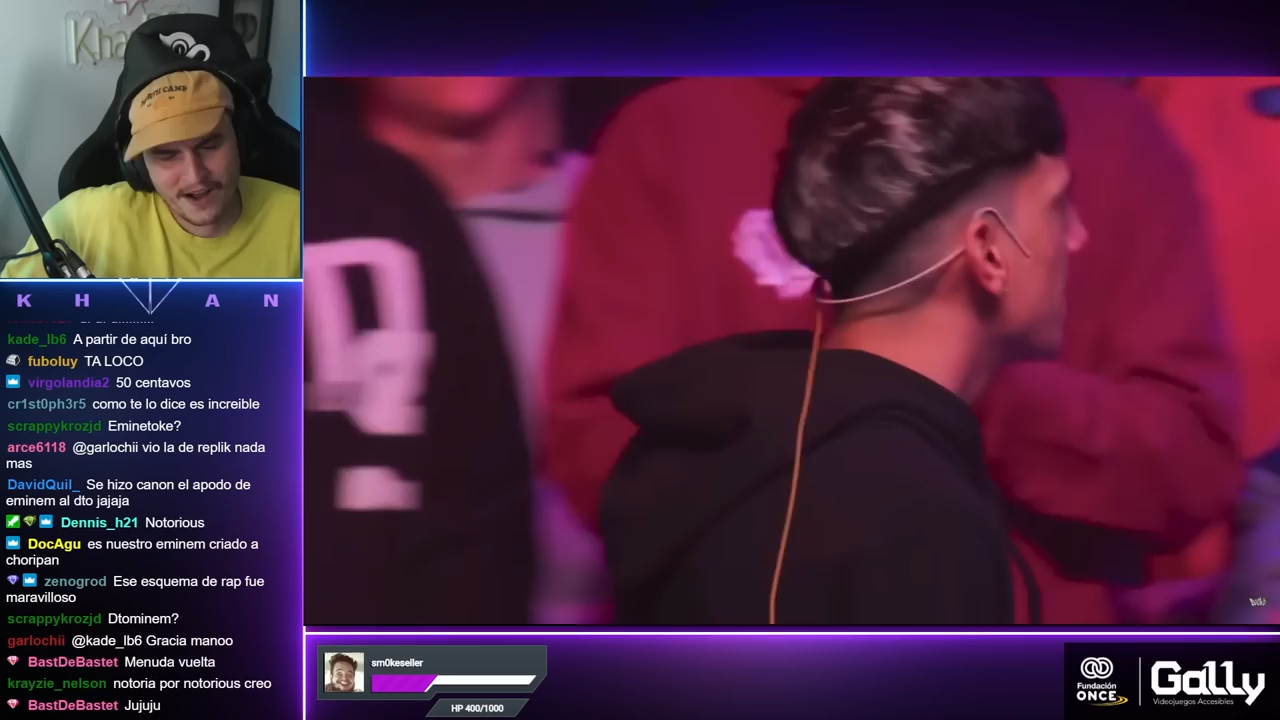 Kha
NORTH CAMP
K H A N
kade_lb6 A partir de aquí bro
fuboluy TA LOCO
virgolandia2 50 centavos
cr1st0ph3r5 como te lo dice es increible
scrappykrozjd Eminetoke?
arce6118 @garlochii vio la de replik nada
mas
DavidQuil_ Se hizo canon el apodo de
eminem al dto jajaja
Dennis_h21 Notorious
DocAgu es nuestro eminem criado a
choripan
zenogrod Ese esquema de rap fue
maravilloso
scrappykrozjd Dtominem?
garlochii @kade_lb6 Gracia manoo
BastDeBastet Menuda vuelta
krayzie_nelson notoria por notorious creo
BastDeBastet Jujuju
sm0keseller
HP 400/1000
Fundación
ONCE
Gally
Videojuegos Accesibles